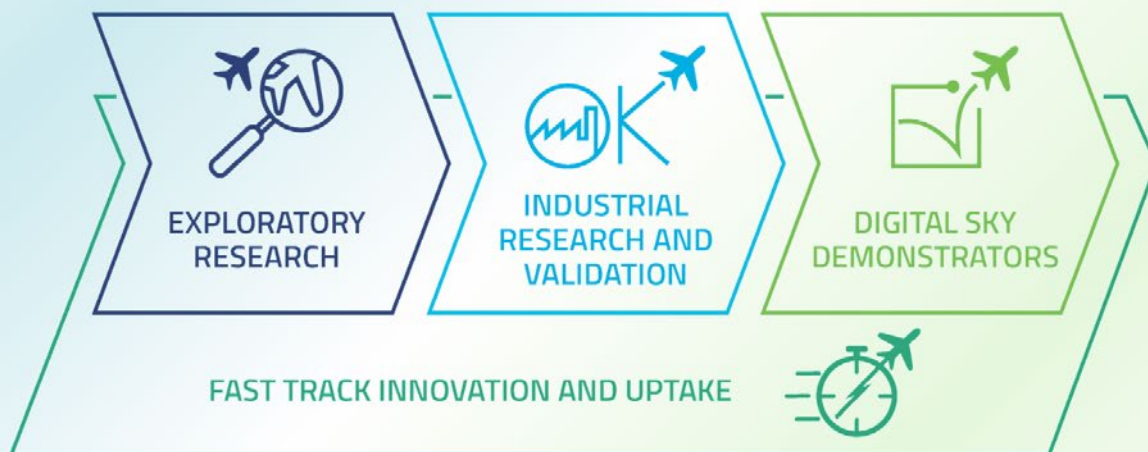 EXPLORATORY
RESEARCH
INDUSTRIAL
RESEARCH AND
VALIDATION
DIGITAL SKY
DEMONSTRATORS
FAST TRACK INNOVATION AND UPTAKE